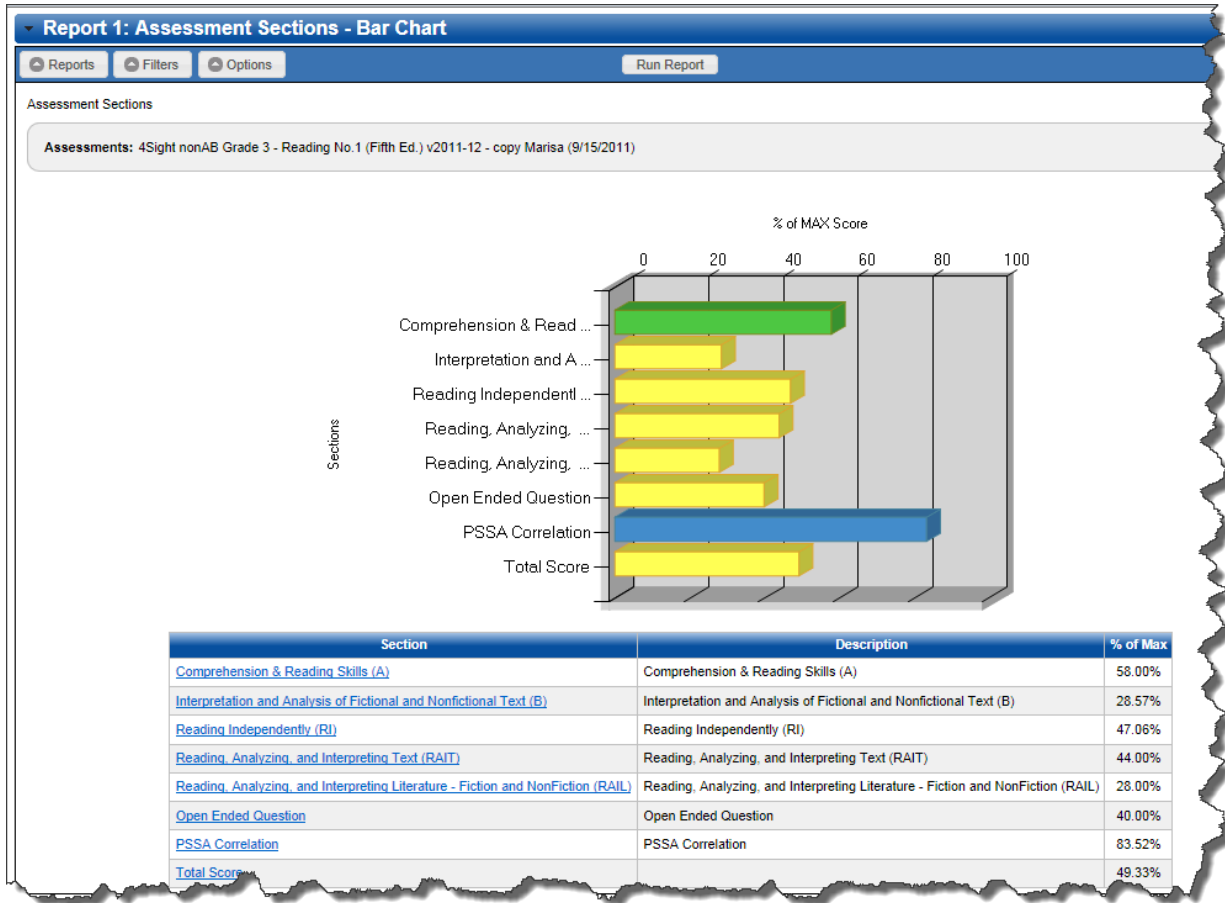 Report 1: Assessment Sections - Bar Chart
Reports Filters Options Run Report
Assessment Sections
Assessments: 4Sight nonAB Grade 3 - Reading No.1 (Fifth Ed.) v2011-12 - copy Marisa (9/15/2011)
% of MAX Score
0 20 40 60 80 100
Sections
Comprehension & Read ...
Interpretation and A ...
Reading Independentl ...
Reading, Analyzing, ...
Reading, Analyzing, ...
Open Ended Question
PSSA Correlation
Total Score
Section Description % of Max
Comprehension & Reading Skills (A) Comprehension & Reading Skills (A) 58.00%
Interpretation and Analysis of Fictional and Nonfictional Text (B) Interpretation and Analysis of Fictional and Nonfictional Text (B) 28.57%
Reading Independently (RI) Reading Independently (RI) 47.06%
Reading, Analyzing, and Interpreting Text (RAIT) Reading, Analyzing, and Interpreting Text (RAIT) 44.00%
Reading, Analyzing, and Interpreting Literature - Fiction and NonFiction (RAIL) Reading, Analyzing, and Interpreting Literature - Fiction and NonFiction (RAIL) 28.00%
Open Ended Question Open Ended Question 40.00%
PSSA Correlation PSSA Correlation 83.52%
Total Score 49.33%